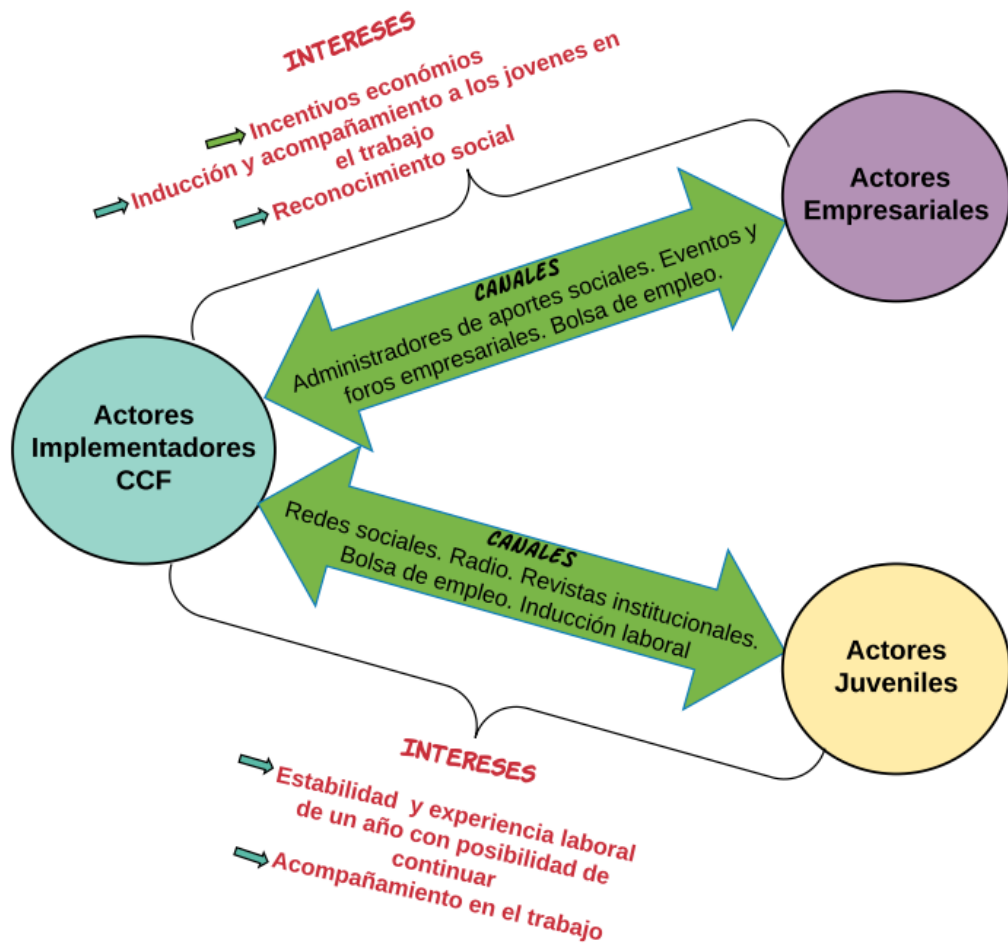 INTERESES
Incentivos económios
Inducción y acompañamiento a los jovenes en
el trabajo
Reconocimiento social
Actores
Empresariales
CANALES
Administradores de aportes sociales. Eventos y
foros empresariales. Bolsa de empleo.
Actores
Implementadores
CCF
CANALES
Redes sociales. Radio. Revistas institucionales.
Bolsa de empleo. Inducción laboral
Actores
Juveniles
INTERESES
Estabilidad y experiencia laboral
de un año con posibilidad de
continuar
Acompañamiento en el trabajo